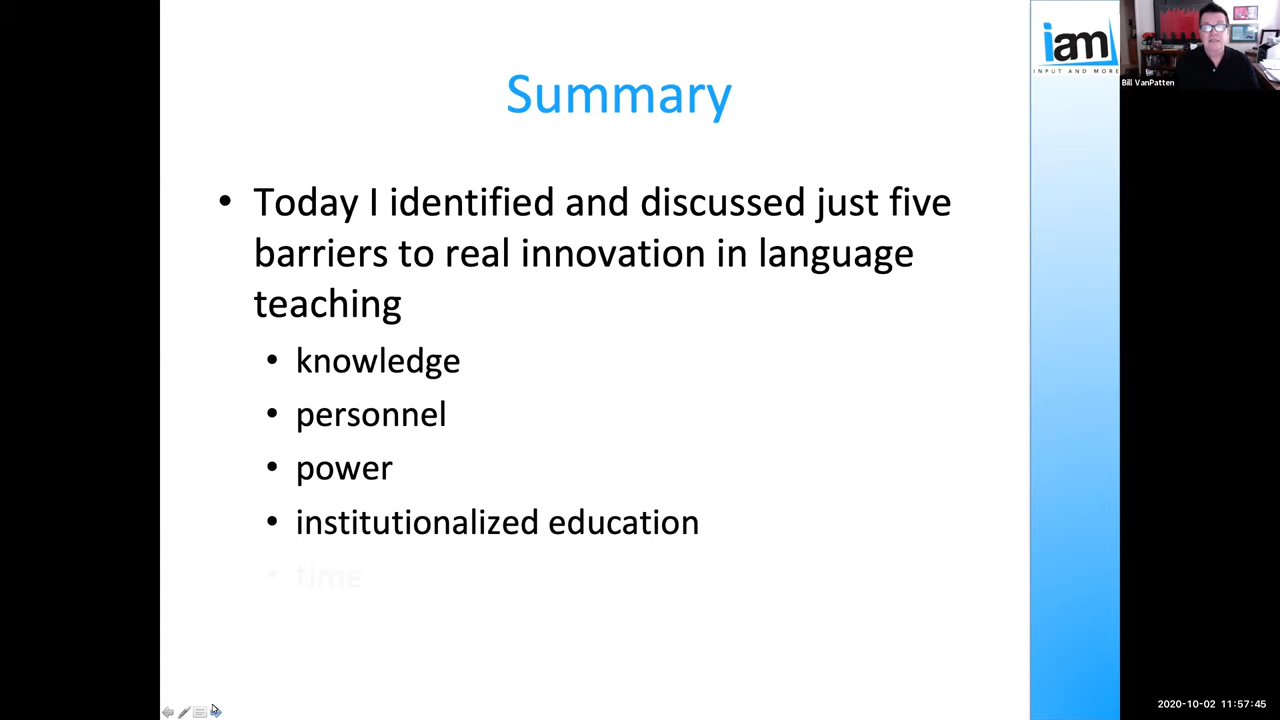 Summary
• Today I identified and discussed just five
barriers to real innovation in language
teaching
• knowledge
• personnel
• power
• institutionalized education
• time
iam
INPUT AND MORE
Bill VanPatten
2020-10-02 11:57:45